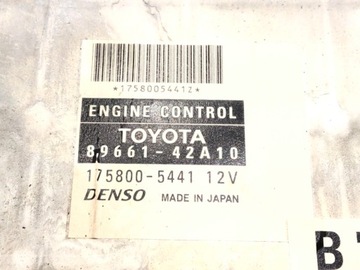 *1758005441Z*
ENGINE CONTROL
TOYOTA
89661-42A10
175800-5441 12V
DENSO MADE IN JAPAN
B